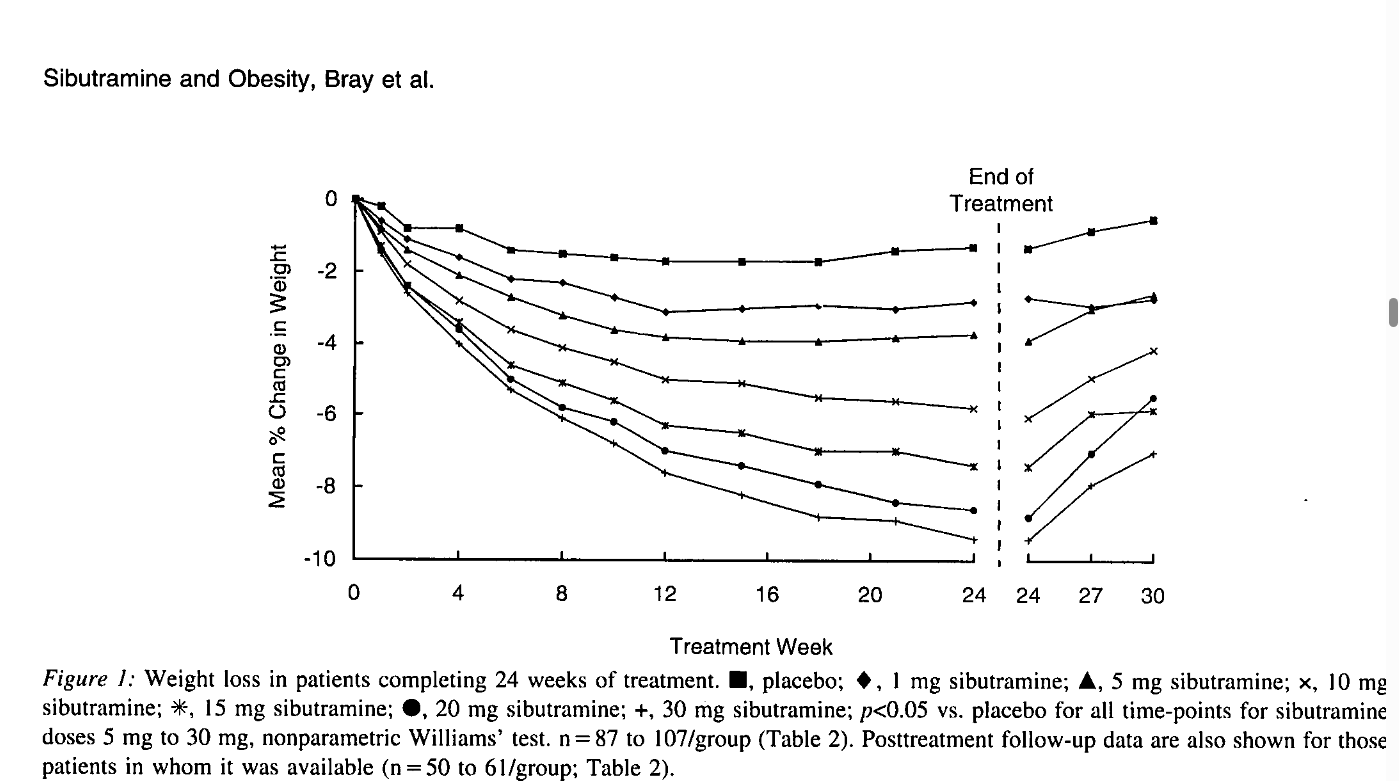 Sibutramine and Obesity, Bray et al.
End of
Treatment
0
-2
-4
-6
-8
-10
Mean % Change in Weight
0 4 8 12 16 20 24 24 27 30
Treatment Week
Figure 1: Weight loss in patients completing 24 weeks of treatment. ■, placebo; ♦, 1 mg sibutramine; ▲, 5 mg sibutramine; ×, 10 mg
sibutramine; ✳, 15 mg sibutramine; ●, 20 mg sibutramine; +, 30 mg sibutramine; p<0.05 vs. placebo for all time-points for sibutramine
doses 5 mg to 30 mg, nonparametric Williams’ test. n=87 to 107/group (Table 2). Posttreatment follow-up data are also shown for those
patients in whom it was available (n=50 to 61/group; Table 2).